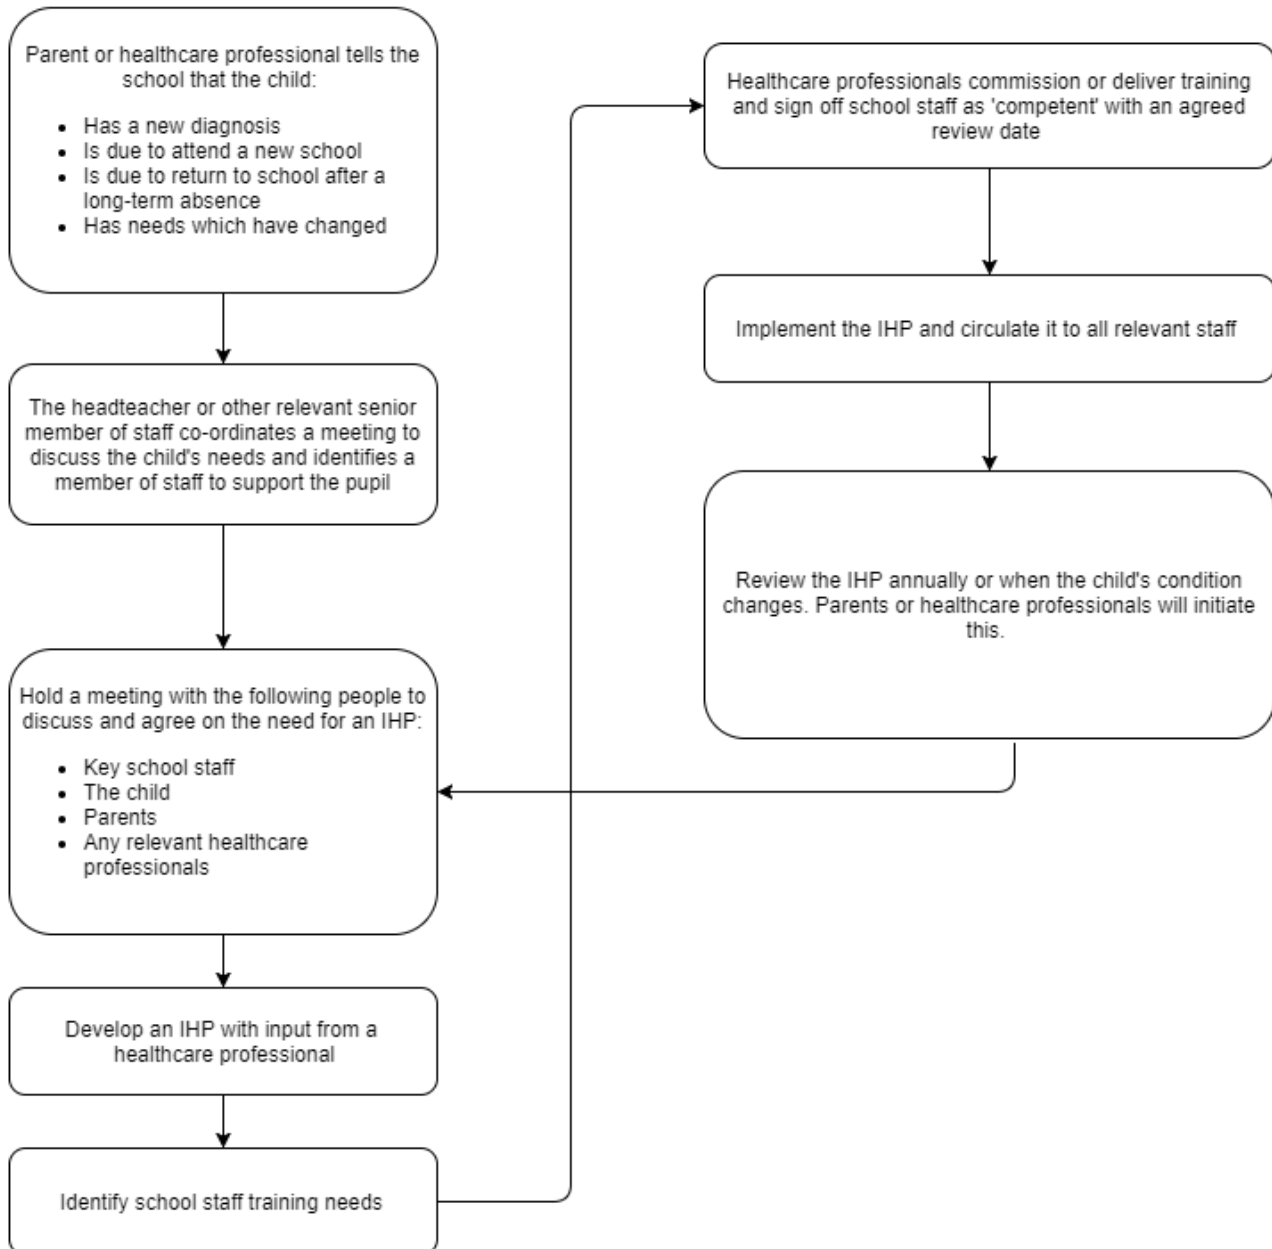 Parent or healthcare professional tells the
school that the child:
• Has a new diagnosis
• Is due to attend a new school
• Is due to return to school after a
long-term absence
• Has needs which have changed
The headteacher or other relevant senior
member of staff co-ordinates a meeting to
discuss the child's needs and identifies a
member of staff to support the pupil
Hold a meeting with the following people to
discuss and agree on the need for an IHP:
• Key school staff
• The child
• Parents
• Any relevant healthcare
professionals
Develop an IHP with input from a
healthcare professional
Identify school staff training needs
Healthcare professionals commission or deliver training
and sign off school staff as 'competent' with an agreed
review date
Implement the IHP and circulate it to all relevant staff
Review the IHP annually or when the child's condition
changes. Parents or healthcare professionals will initiate
this.